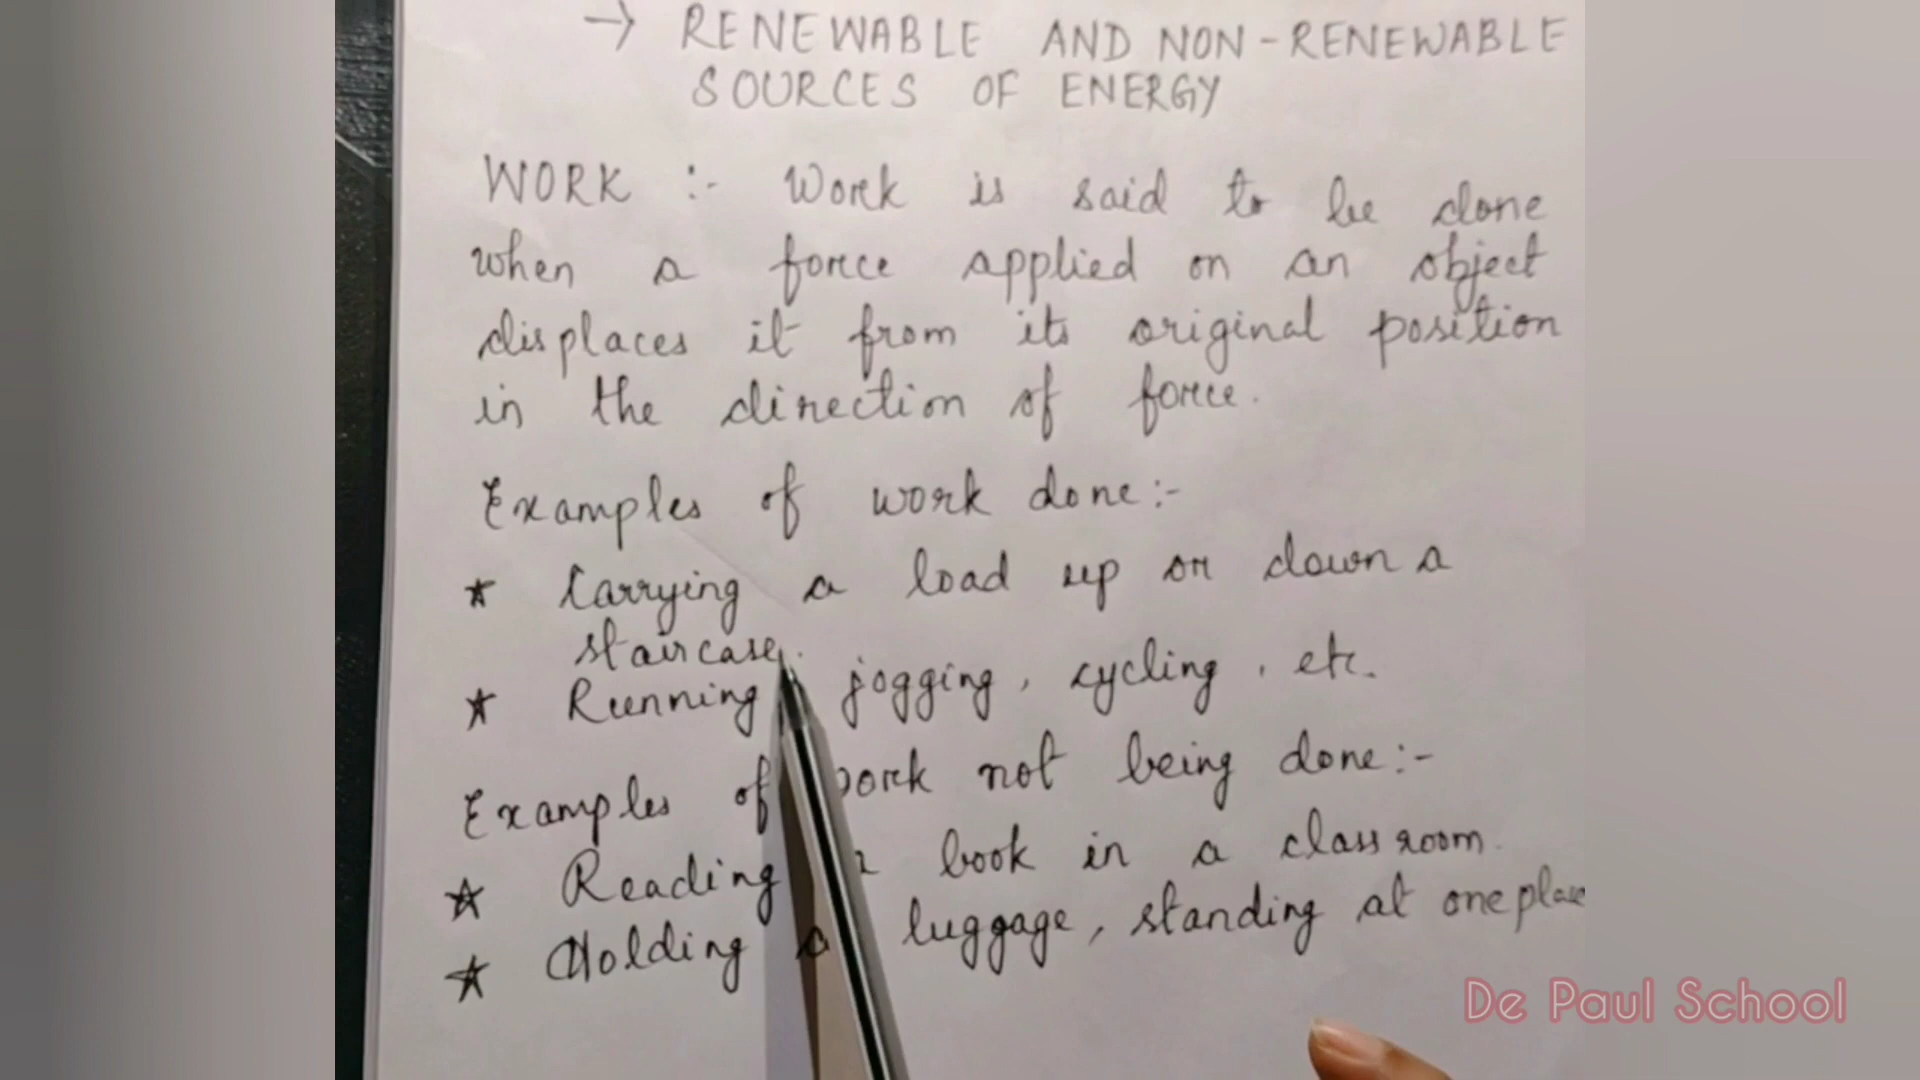 → RENEWABLE AND NON-RENEWABLE
SOURCES OF ENERGY
WORK :- Work is said to be done
when a force applied on an object
displaces it from its original position
in the direction of force.
Examples of work done:-
★ Carrying a load up or down a
staircase.
★ Running jogging, cycling, etc.
Examples of work not being done:-
★ Reading a book in a classroom.
★ Holding a luggage, standing at one place
De Paul School